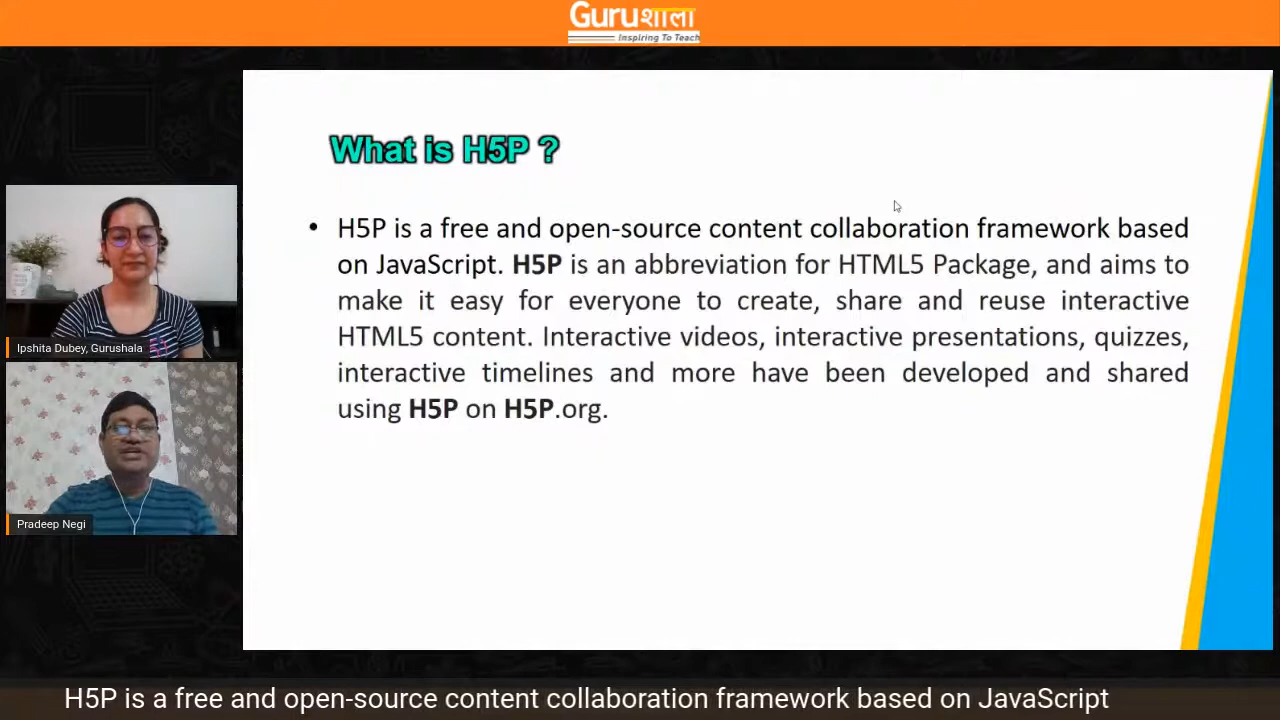 Guruशाला
Inspiring To Teach
What is H5P ?
• H5P is a free and open-source content collaboration framework based
on JavaScript. H5P is an abbreviation for HTML5 Package, and aims to
make it easy for everyone to create, share and reuse interactive
HTML5 content. Interactive videos, interactive presentations, quizzes,
interactive timelines and more have been developed and shared
using H5P on H5P.org.
Ipshita Dubey, Gurushala
Pradeep Negi
H5P is a free and open-source content collaboration framework based on JavaScript